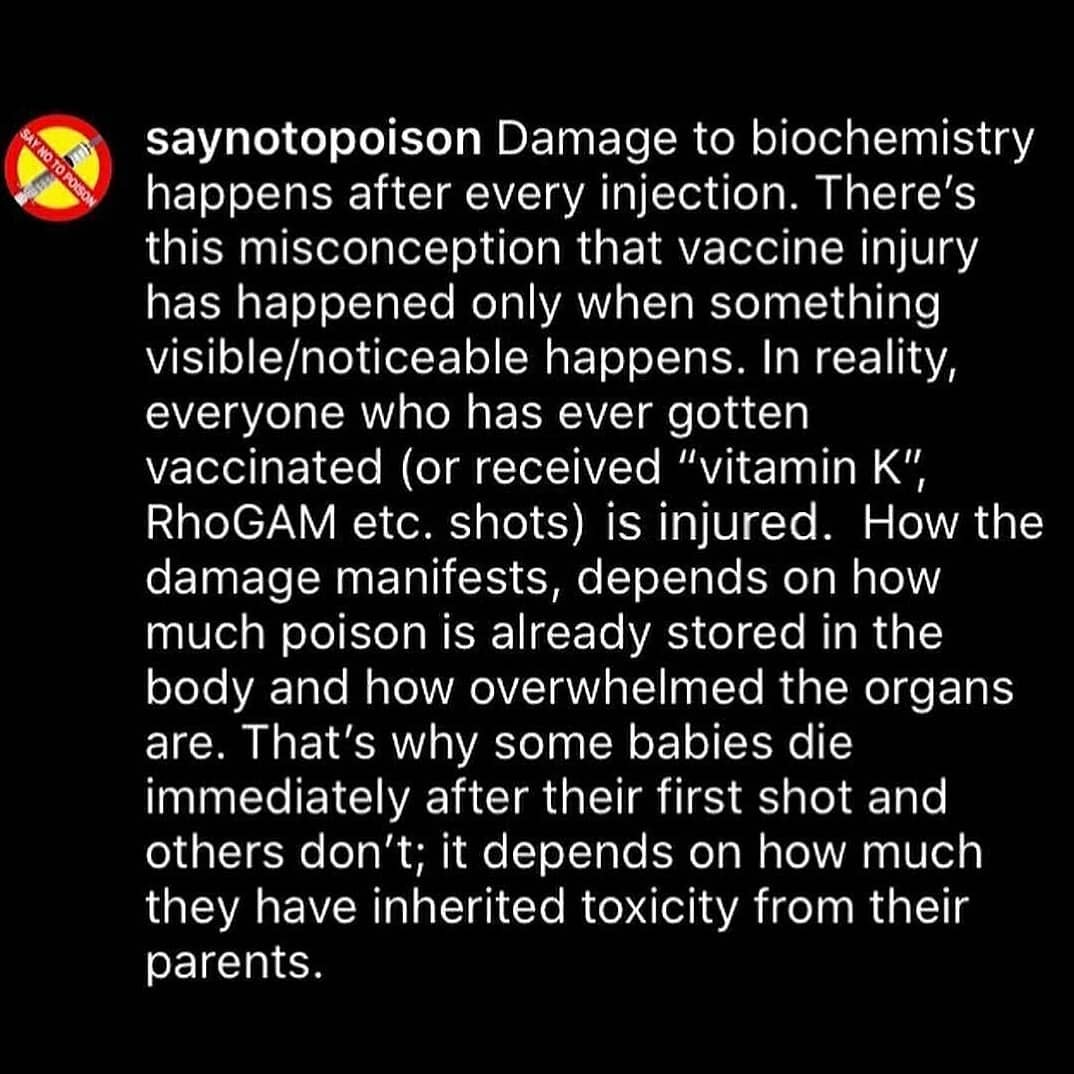 SAY NO TO POISON
saynotopoison Damage to biochemistry
happens after every injection. There’s
this misconception that vaccine injury
has happened only when something
visible/noticeable happens. In reality,
everyone who has ever gotten
vaccinated (or received “vitamin K”,
RhoGAM etc. shots) is injured.  How the
damage manifests, depends on how
much poison is already stored in the
body and how overwhelmed the organs
are. That’s why some babies die
immediately after their first shot and
others don’t; it depends on how much
they have inherited toxicity from their
parents.